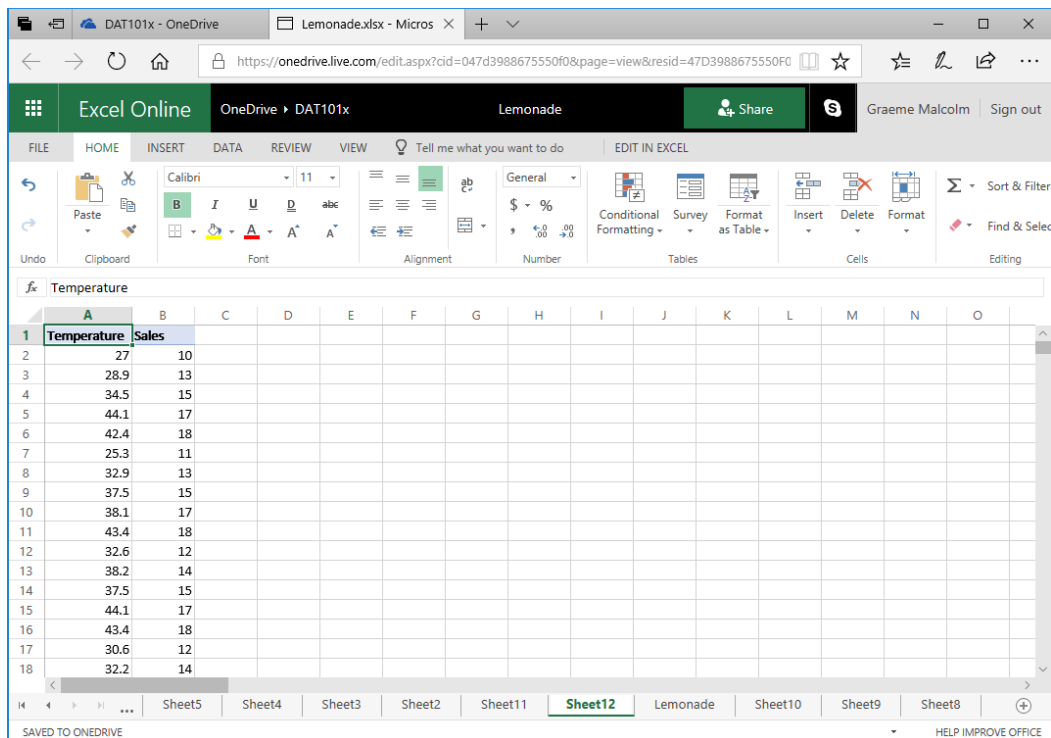 DAT101x - OneDrive Lemonade.xlsx - Micros
https://onedrive.live.com/edit.aspx?cid=047d3988675550f0&page=view&resid=47D3988675550F0
Excel Online OneDrive DAT101x Lemonade Share Graeme Malcolm Sign out
FILE HOME INSERT DATA REVIEW VIEW Tell me what you want to do EDIT IN EXCEL
Calibri 11 ab General Σ Sort & Filter
Paste B I U D abc $ % Conditional Formatting Survey Format as Table Insert Delete Format
A A A , .00 .00 Find & Selec
Undo Clipboard Font Alignment Number Tables Cells Editing
fx Temperature
A B C D E F G H I J K L M N O
1 Temperature Sales
2 27 10
3 28.9 13
4 34.5 15
5 44.1 17
6 42.4 18
7 25.3 11
8 32.9 13
9 37.5 15
10 38.1 17
11 43.4 18
12 32.6 12
13 38.2 14
14 37.5 15
15 44.1 17
16 43.4 18
17 30.6 12
18 32.2 14
... Sheet5 Sheet4 Sheet3 Sheet2 Sheet11 Sheet12 Lemonade Sheet10 Sheet9 Sheet8
SAVED TO ONEDRIVE HELP IMPROVE OFFICE